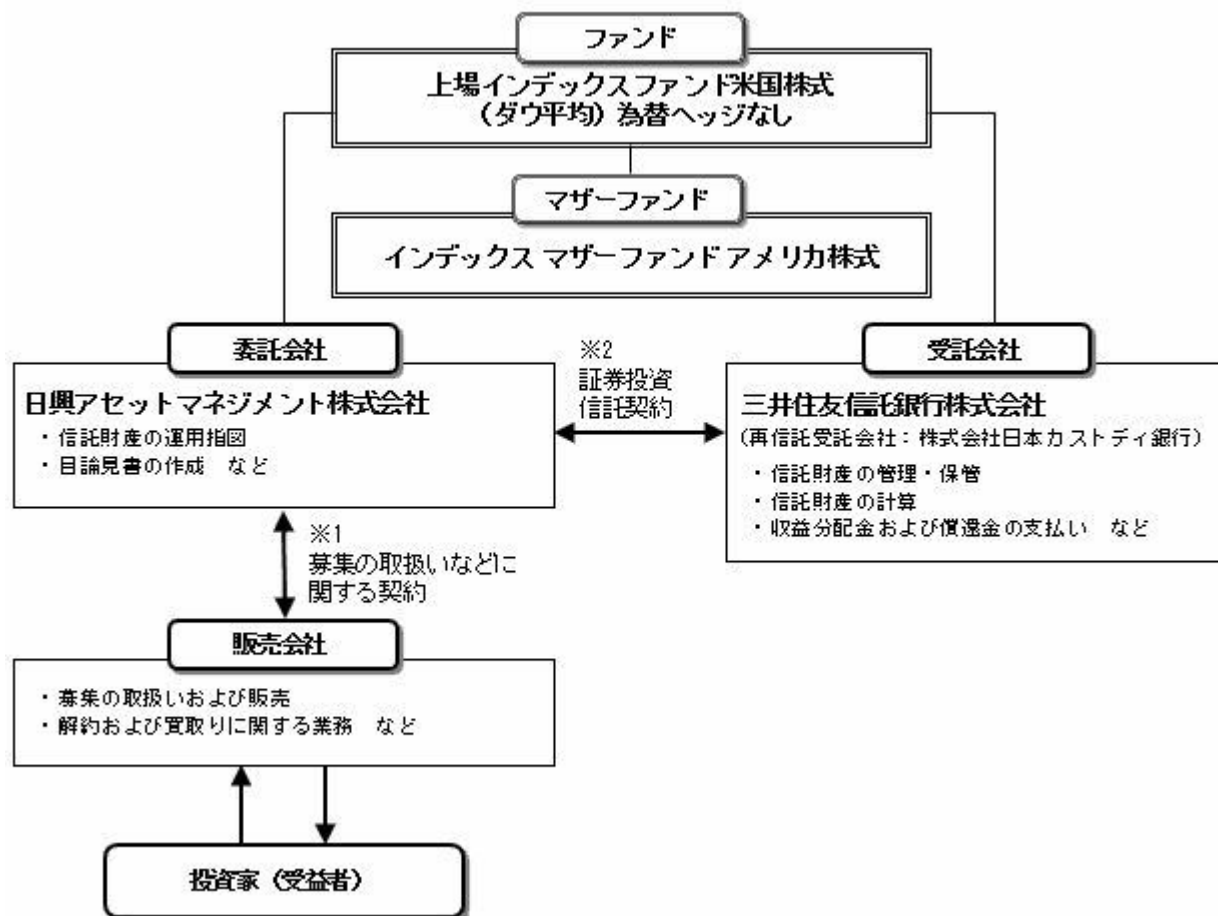 ファンド
上場インデックスファンド米国株式
（ダウ平均）為替ヘッジなし
マザーファンド
インデックス マザーファンド アメリカ株式
委託会社
日興アセットマネジメント株式会社
・信託財産の運用指図
・目論見書の作成　など
※2
証券投資
信託契約
受託会社
三井住友信託銀行株式会社
（再信託受託会社：株式会社日本カストディ銀行）
・信託財産の管理・保管
・信託財産の計算
・収益分配金および償還金の支払い　など
※1
募集の取扱いなどに
関する契約
販売会社
・募集の取扱いおよび販売
・解約および買取りに関する業務　など
投資家（受益者）